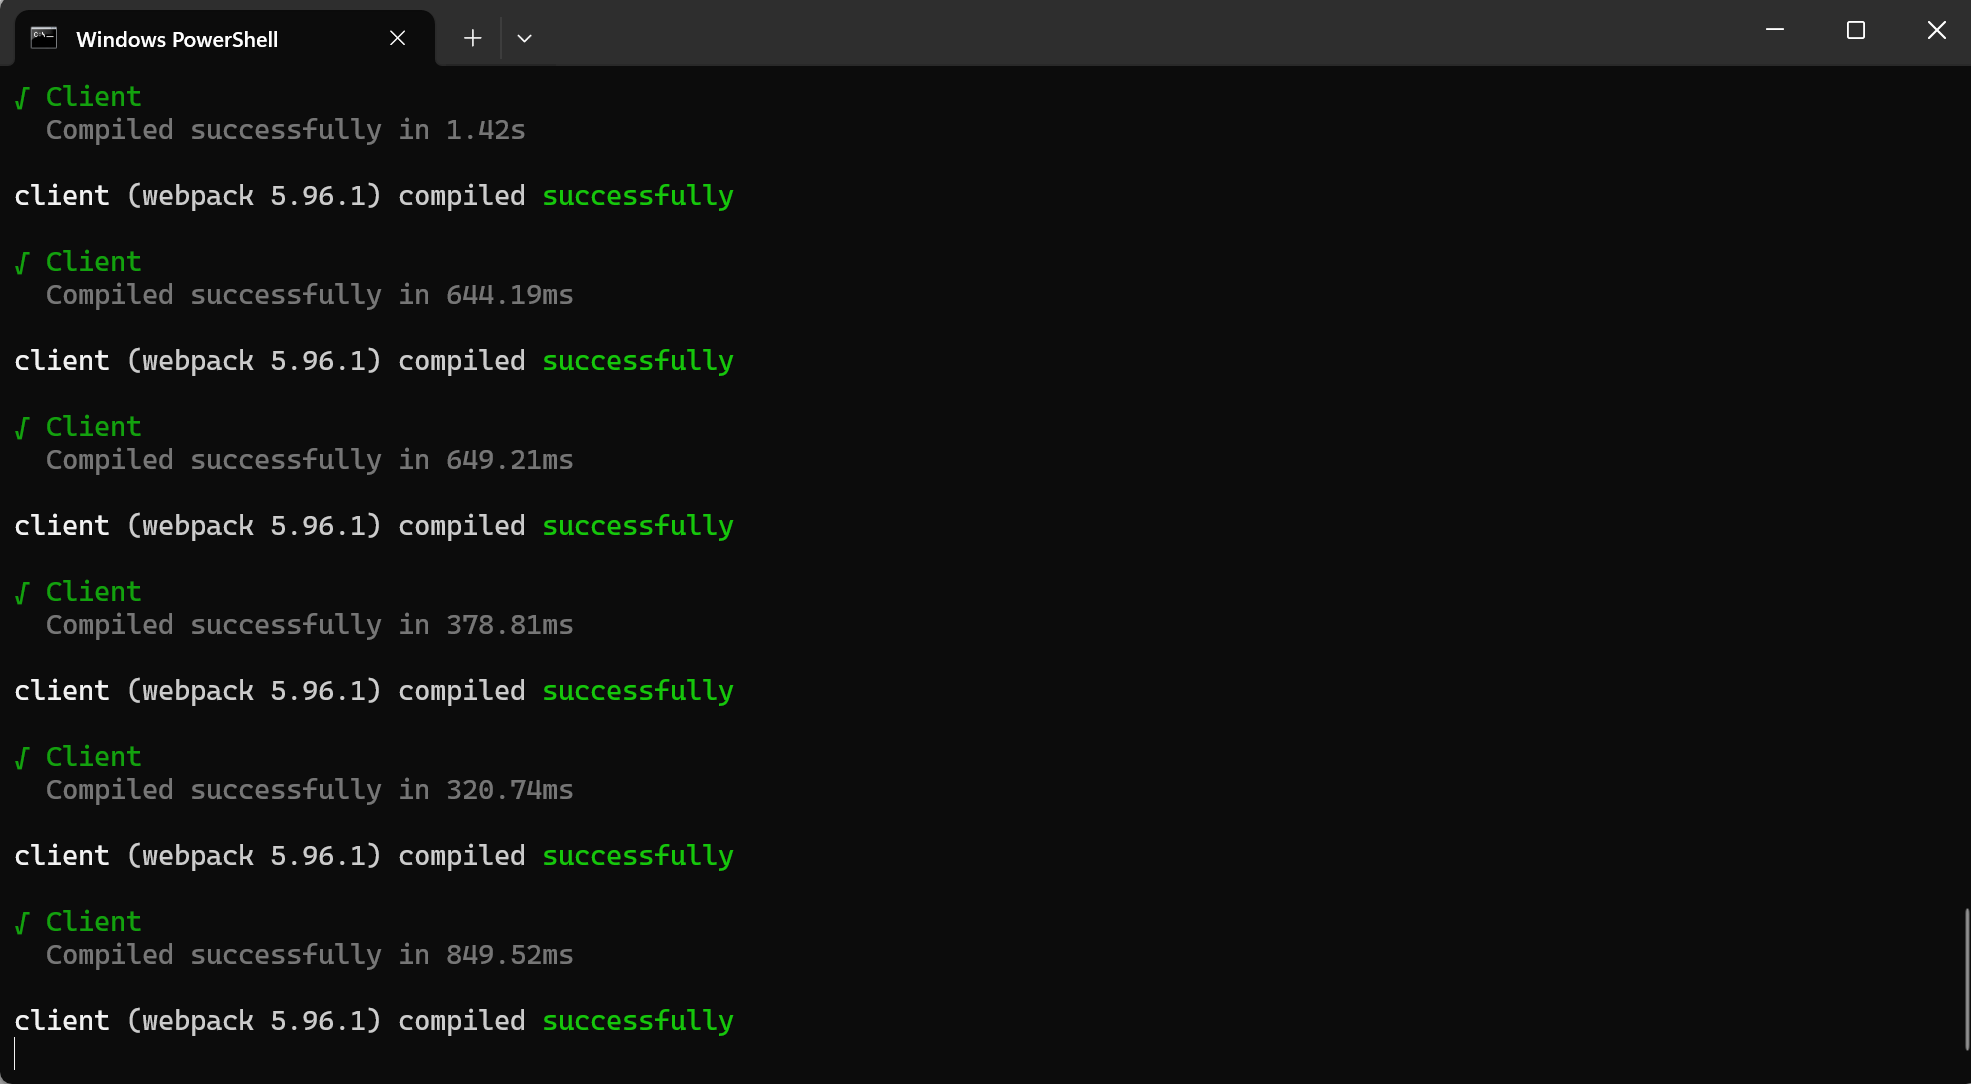 Windows PowerShell
√ Client
Compiled successfully in 1.42s
client (webpack 5.96.1) compiled successfully
√ Client
Compiled successfully in 644.19ms
client (webpack 5.96.1) compiled successfully
√ Client
Compiled successfully in 649.21ms
client (webpack 5.96.1) compiled successfully
√ Client
Compiled successfully in 378.81ms
client (webpack 5.96.1) compiled successfully
√ Client
Compiled successfully in 320.74ms
client (webpack 5.96.1) compiled successfully
√ Client
Compiled successfully in 849.52ms
client (webpack 5.96.1) compiled successfully